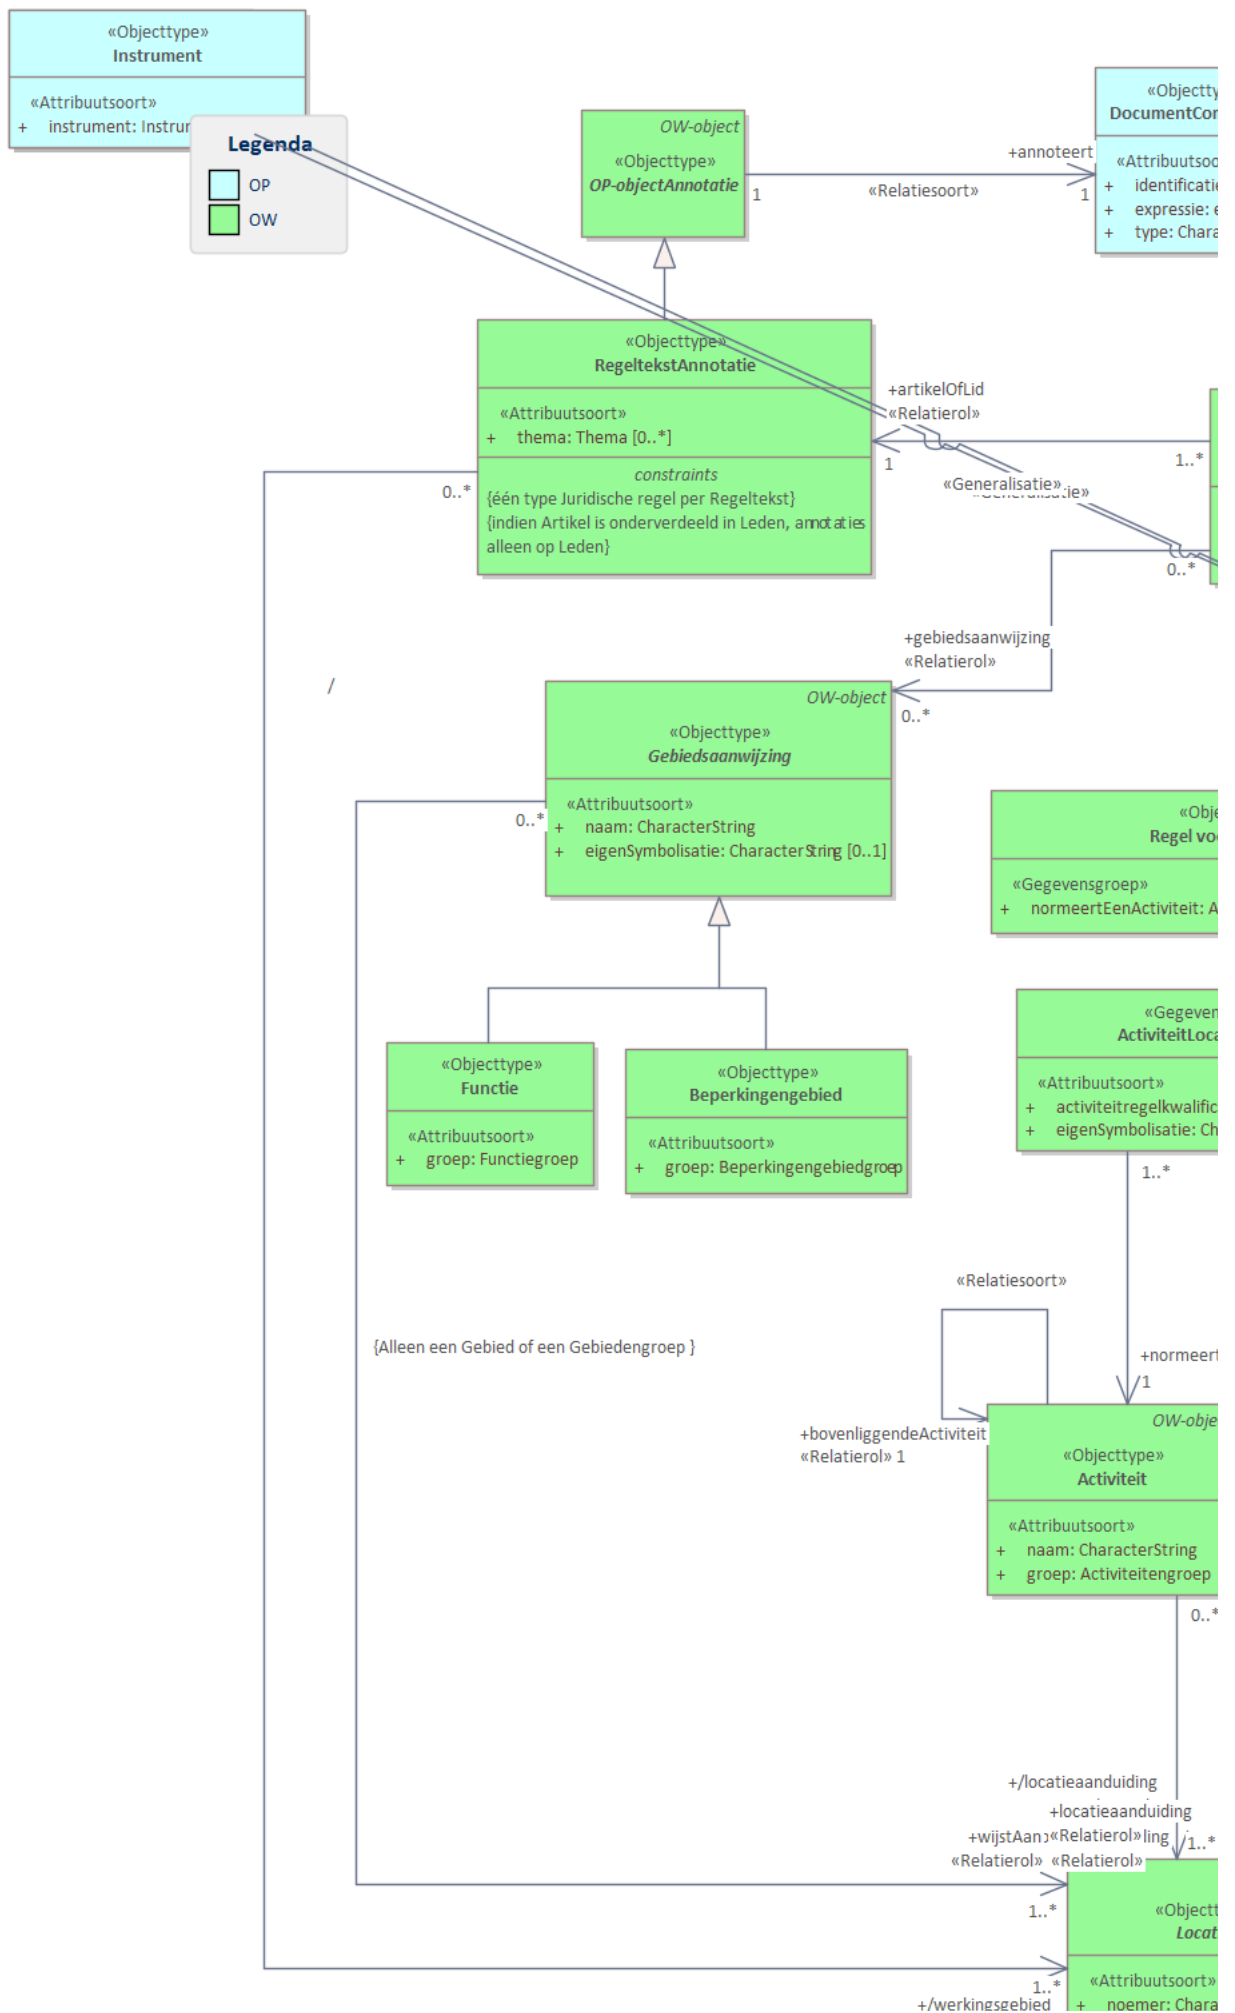 «Objecttype»
Instrument
«Attribuutsoort»
+ instrument: Instrur
Legenda
OP
OW
OW-object
«Objecttype»
OP-objectAnnotatie
+annoteert
1
«Relatiesoort»
1
«Objectty
DocumentCor
«Attribuutsoo
+ identificatie
+ expressie: e
+ type: Chara
«Objecttype»
RegeltekstAnnotatie
«Attribuutsoort»
+ thema: Thema [0..*]
constraints
{één type Juridische regel per Regeltekst}
{indien Artikel is onderverdeeld in Leden, annotaties
alleen op Leden}
+artikelOfLid
«Relatierol»
1
1..*
0..*
«Generalisatie»
«Generalisatie»
0..*
/
+gebiedsaanwijzing
«Relatierol»
0..*
OW-object
«Objecttype»
Gebiedsaanwijzing
«Attribuutsoort»
+ naam: CharacterString
+ eigenSymbolisatie: CharacterString [0..1]
0..*
«Obje
Regel voo
«Gegevensgroep»
+ normeertEenActiviteit: A
«Objecttype»
Functie
«Attribuutsoort»
+ groep: Functiegroep
«Objecttype»
Beperkingengebied
«Attribuutsoort»
+ groep: Beperkingengebiedgroep
«Gegeven
ActiviteitLoca
«Attribuutsoort»
+ activiteitregelkwalific
+ eigenSymbolisatie: Ch
1..*
«Relatiesoort»
{Alleen een Gebied of een Gebiedengroep }
+normeert
1
+bovenliggendeActiviteit
«Relatierol» 1
OW-obje
«Objecttype»
Activiteit
«Attribuutsoort»
+ naam: CharacterString
+ groep: Activiteitengroep
0..*
+/locatieaanduiding
+locatieaanduiding
+wijstAan «Relatierol» ling 1..*
«Relatierol» «Relatierol»
1..*
«Objectt
Locat
1..*
«Attribuutsoort»
+/werkingsgebied
+ noemer: Chara